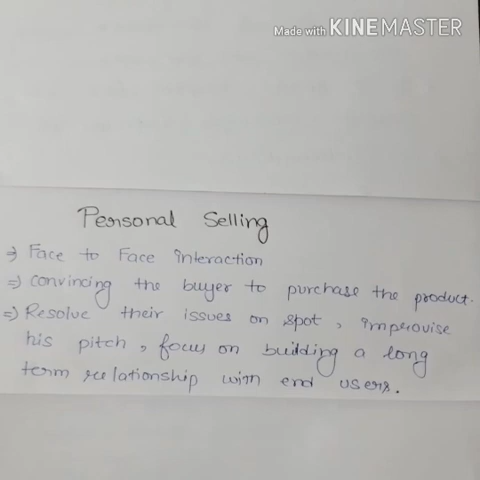 Made with KINEMASTER
Personal Selling
⇒ Face to Face interaction
⇒ convincing the buyer to purchase the product.
⇒ Resolve their issues on spot, improvise
his pitch, focus on building a long
term relationship with end users.